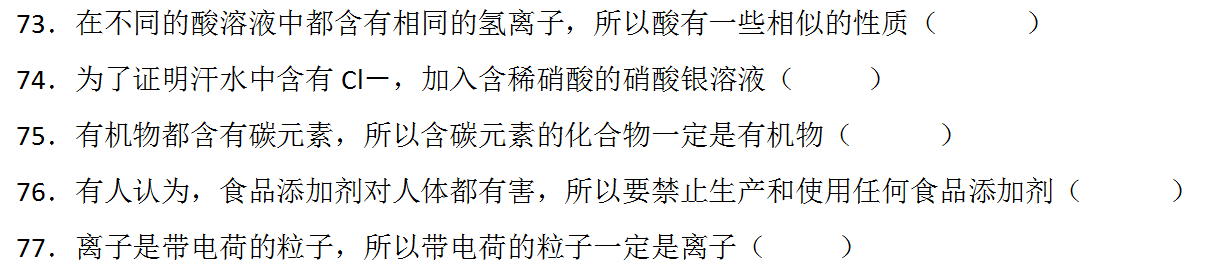 73．在不同的酸溶液中都含有相同的氢离子，所以酸有一些相似的性质（　　　）
74．为了证明汗水中含有 Cl－，加入含稀硝酸的硝酸银溶液（　　　）
75．有机物都含有碳元素，所以含碳元素的化合物一定是有机物（　　　）
76．有人认为，食品添加剂对人体都有害，所以要禁止生产和使用任何食品添加剂（　　　）
77．离子是带电荷的粒子，所以带电荷的粒子一定是离子（　　　）